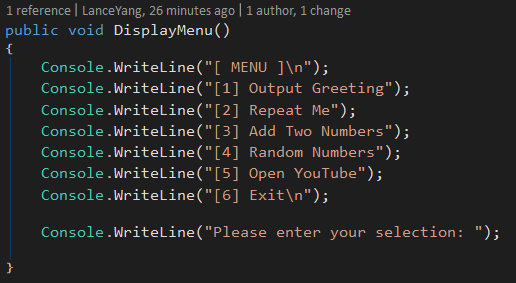 1 reference | LanceYang, 26 minutes ago | 1 author, 1 change
public void DisplayMenu()
{
    Console.WriteLine("[ MENU ]\n");
    Console.WriteLine("[1] Output Greeting");
    Console.WriteLine("[2] Repeat Me");
    Console.WriteLine("[3] Add Two Numbers");
    Console.WriteLine("[4] Random Numbers");
    Console.WriteLine("[5] Open YouTube");
    Console.WriteLine("[6] Exit\n");

    Console.WriteLine("Please enter your selection: ");

}